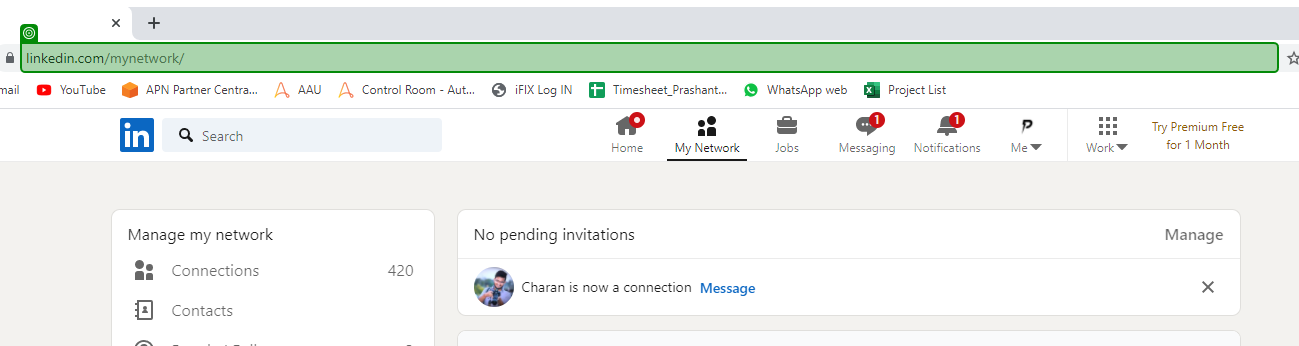 linkedin.com/mynetwork/
mail YouTube APN Partner Centra... AAU Control Room - Aut... iFIX Log IN Timesheet_Prashant... WhatsApp web Project List
in Search
1 1
Home My Network Jobs Messaging Notifications Me Work
Try Premium Free
for 1 Month
Manage my network
Connections 420
Contacts
No pending invitations Manage
Charan is now a connection Message